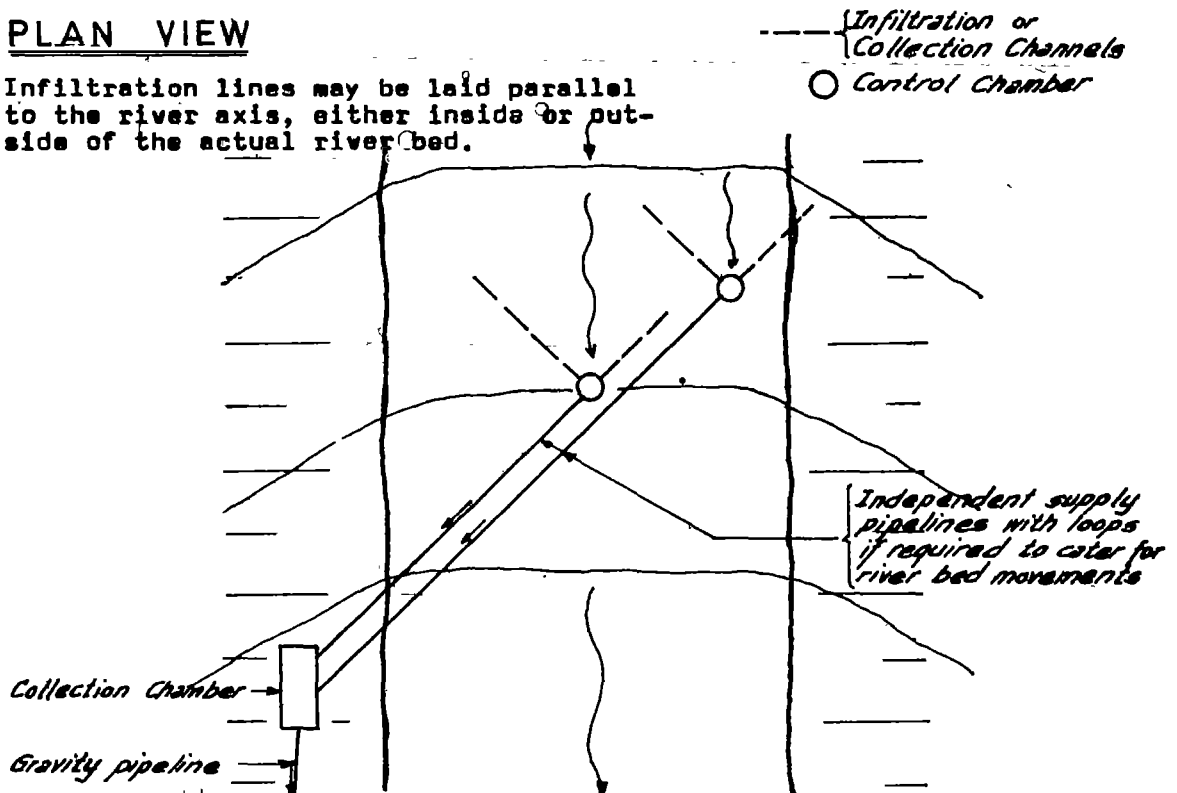 PLAN VIEW
Infiltration lines may be laid parallel
to the river axis, either inside or out-
side of the actual river bed.
Infiltration or
Collection Channels
Control Chamber
Independent supply
pipelines with loops
if required to cater for
river bed movements
Collection Chamber
Gravity pipeline